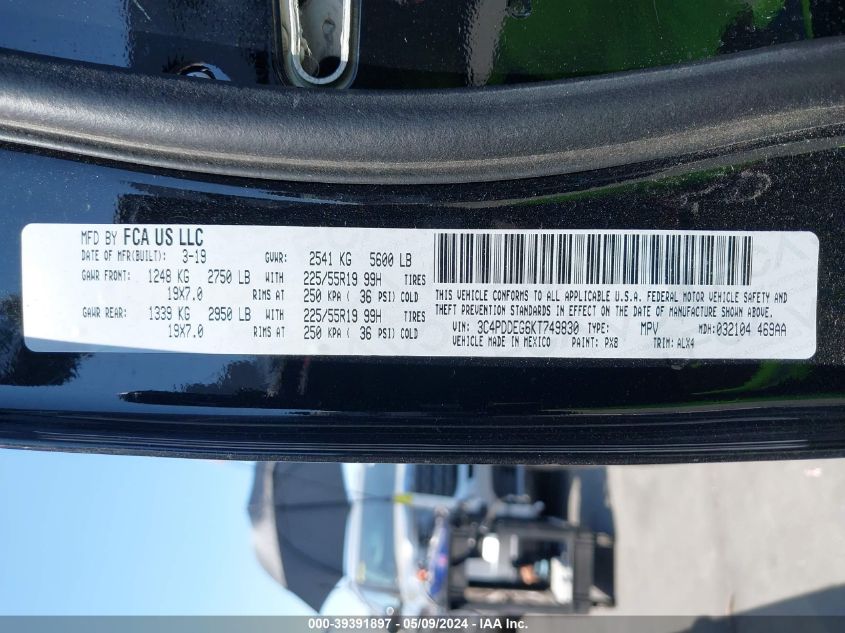 MFD BY FCA US LLC
DATE OF MFR(BUILT): 3-19 GVWR: 2541 KG 5600 LB
GAWR FRONT: 1248 KG 2750 LB WITH 225/55R19 99H TIRES
19X7.0 RIMS AT 250 KPA ( 36 PSI) COLD
GAWR REAR: 1339 KG 2950 LB WITH 225/55R19 99H TIRES
19X7.0 RIMS AT 250 KPA ( 36 PSI) COLD
THIS VEHICLE CONFORMS TO ALL APPLICABLE U.S.A. FEDERAL MOTOR VEHICLE SAFETY, BUMPER, AND
THEFT PREVENTION STANDARDS IN EFFECT ON THE DATE OF MANUFACTURE SHOWN ABOVE.
VIN: 3C4PDDEG6KT749830 TYPE: MPV MDH: 032104 469AA
VEHICLE MADE IN MEXICO PAINT: PX8 TRIM: ALX4
000-39391897 - 05/09/2024 - IAA Inc.